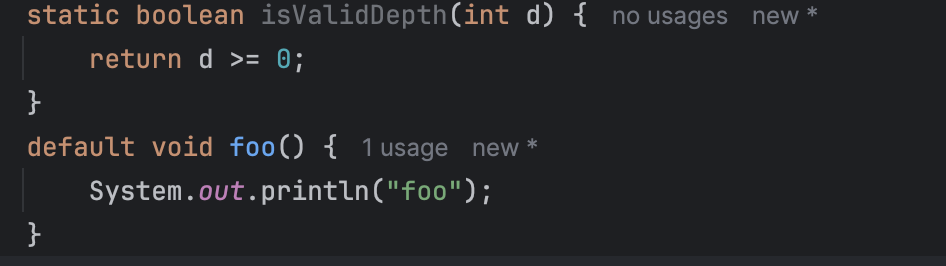 static boolean isValidDepth(int d) { no usages new *
return d >= 0;
}
default void foo() { 1 usage new *
System.out.println("foo");
}